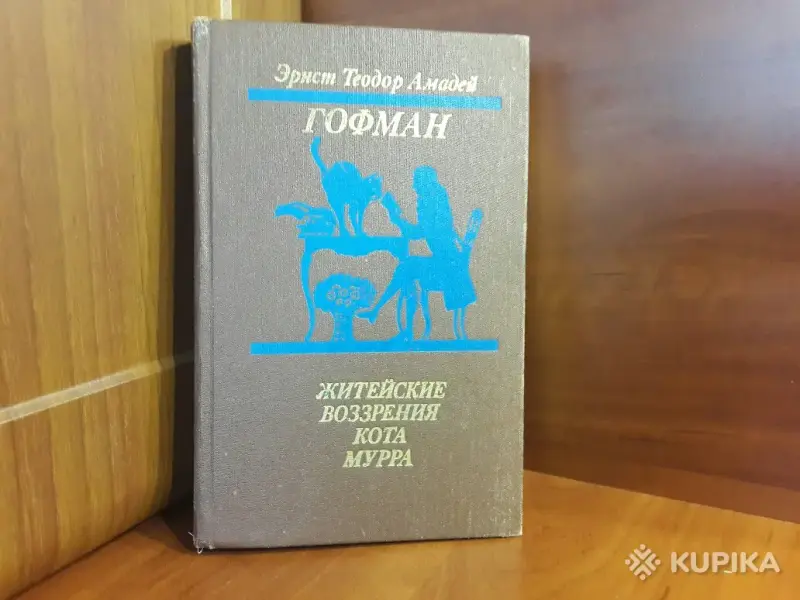 Эрнст Теодор Амадей
ГОФМАН
ЖИТЕЙСКИЕ
ВОЗЗРЕНИЯ
КОТА
МУРРА
KUPIKA